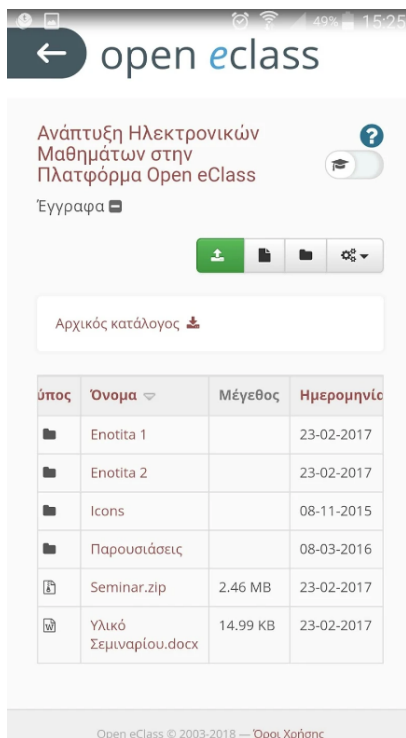 49% 15:25
open eclass
Ανάπτυξη Ηλεκτρονικών
Μαθημάτων στην
Πλατφόρμα Open eClass
Έγγραφα
Αρχικός κατάλογος
ύπος Όνομα Μέγεθος Ημερομηνία
Enotita 1 23-02-2017
Enotita 2 23-02-2017
Icons 08-11-2015
Παρουσιάσεις 08-03-2016
Seminar.zip 2.46 MB 23-02-2017
Υλικό 14.99 KB 23-02-2017
Σεμιναρίου.docx
Open eClass © 2003-2018 — Όροι Χρήσης